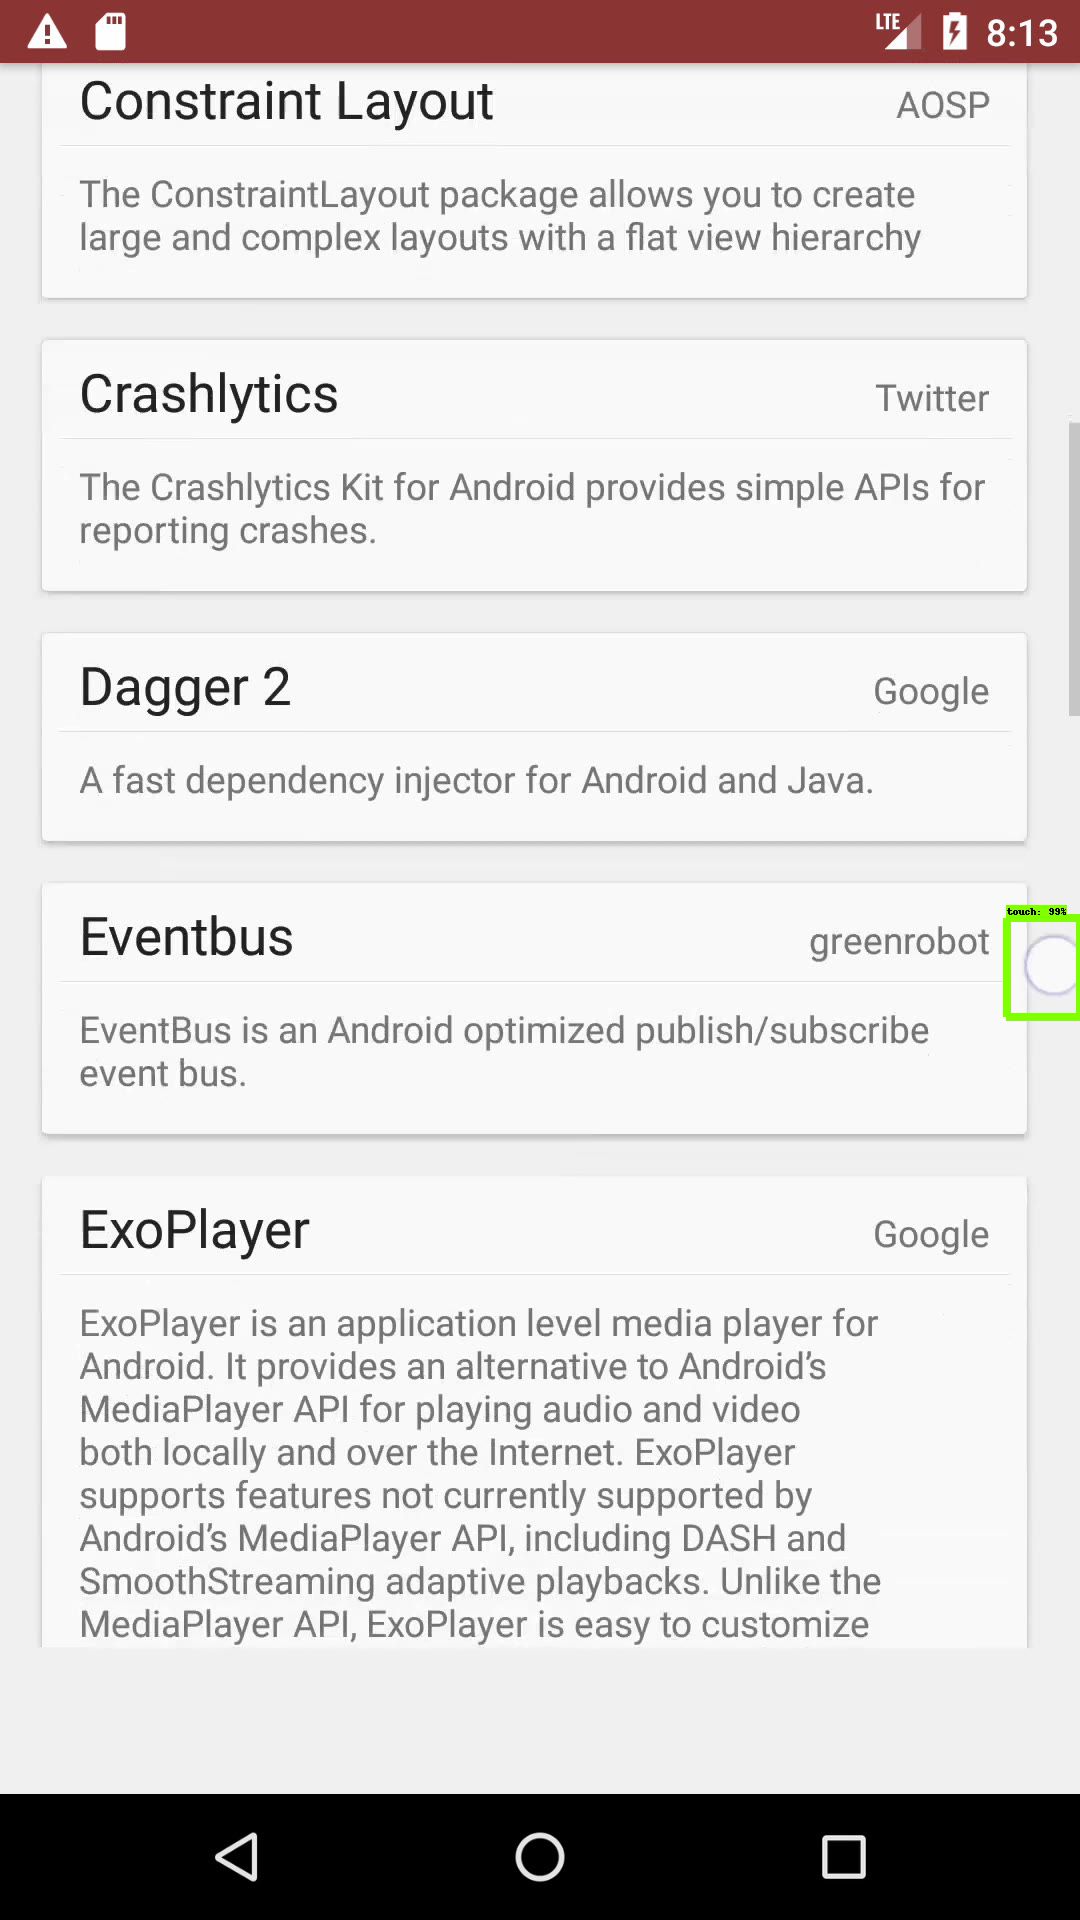 LTE 8:13
Constraint Layout AOSP
The ConstraintLayout package allows you to create
large and complex layouts with a flat view hierarchy
Crashlytics Twitter
The Crashlytics Kit for Android provides simple APIs for
reporting crashes.
Dagger 2 Google
A fast dependency injector for Android and Java.
touch: 99%
Eventbus greenrobot
EventBus is an Android optimized publish/subscribe
event bus.
ExoPlayer Google
ExoPlayer is an application level media player for
Android. It provides an alternative to Android’s
MediaPlayer API for playing audio and video
both locally and over the Internet. ExoPlayer
supports features not currently supported by
Android’s MediaPlayer API, including DASH and
SmoothStreaming adaptive playbacks. Unlike the
MediaPlayer API, ExoPlayer is easy to customize